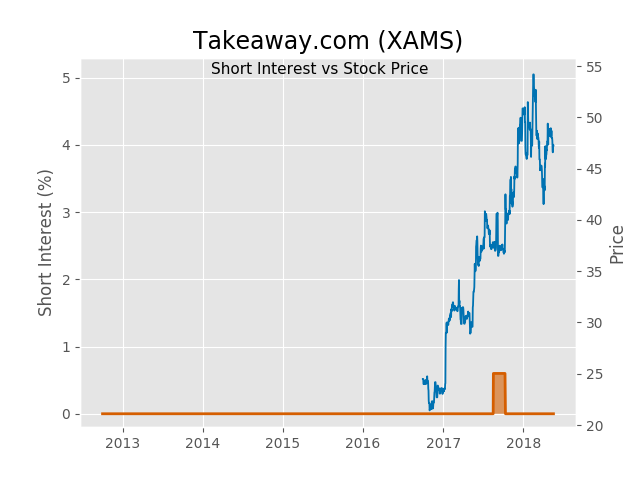 Takeaway.com (XAMS)
Short Interest vs Stock Price
Short Interest (%)
5
4
3
2
1
0
55
50
45
40
35
30
25
20
Price
2013 2014 2015 2016 2017 2018